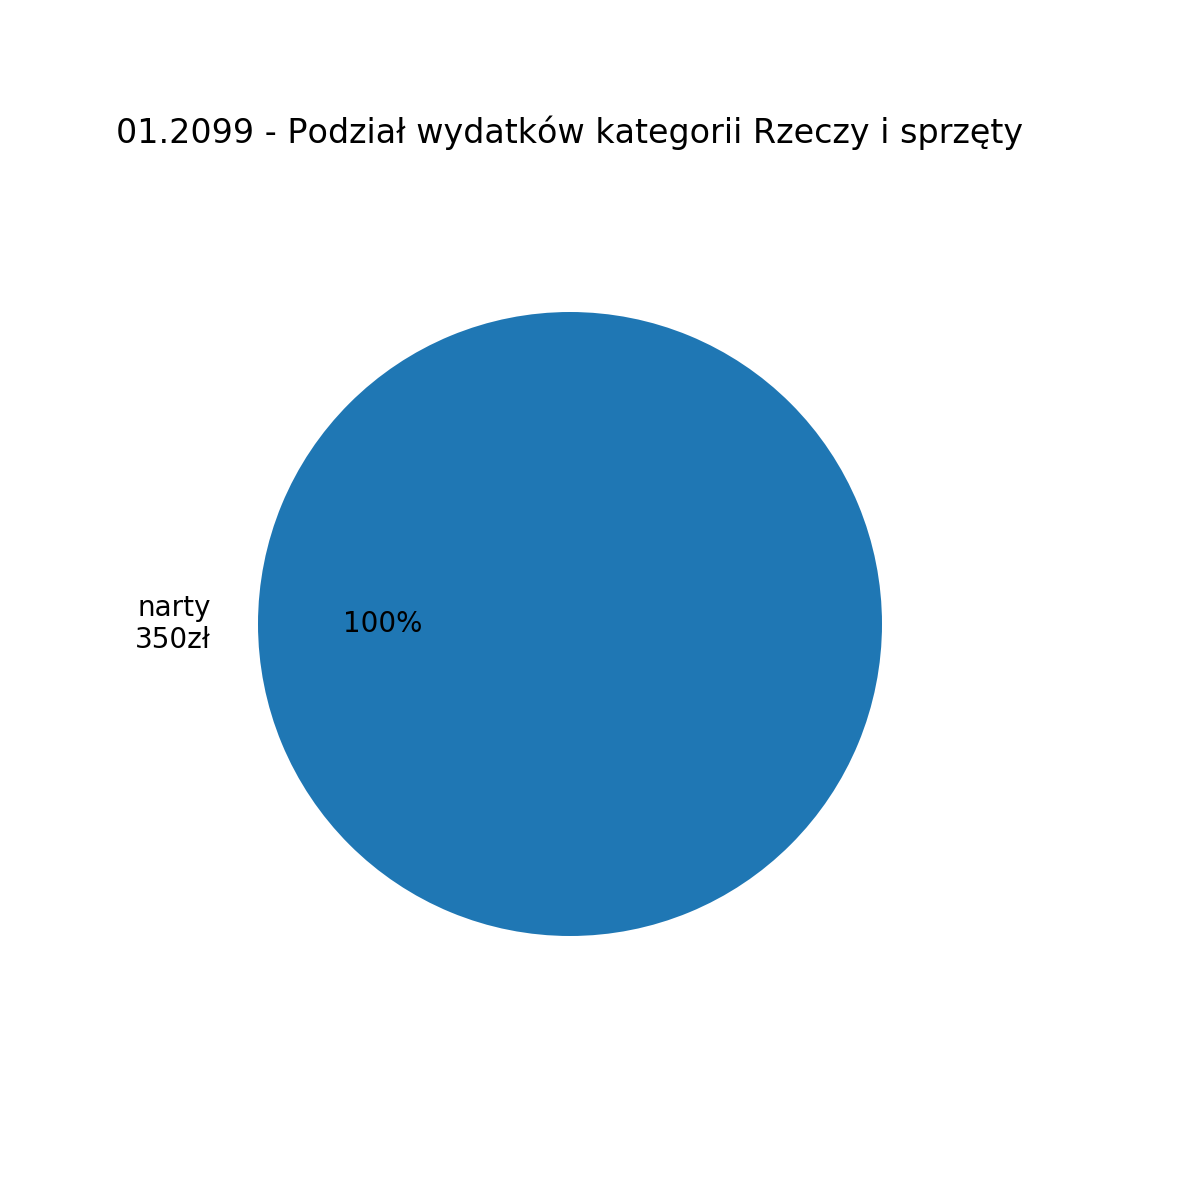 01.2099 - Podział wydatków kategorii Rzeczy i sprzęty
narty
350zł
100%